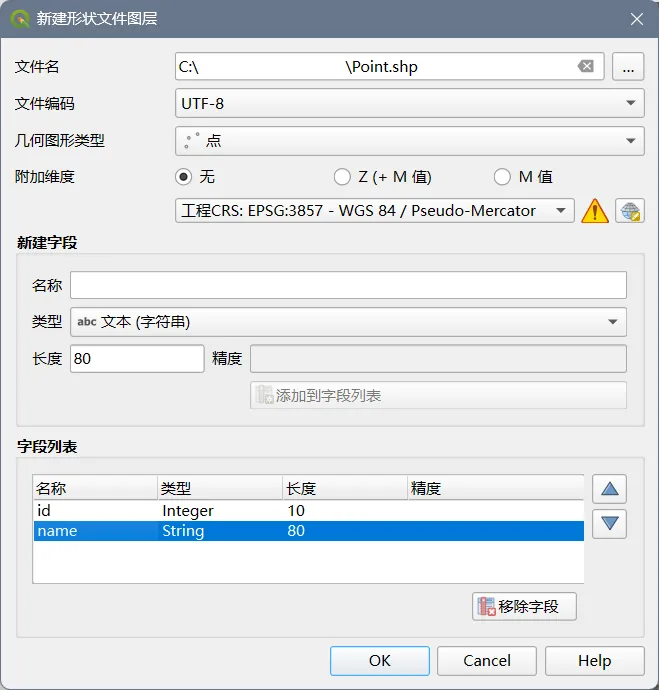 新建形状文件图层
文件名 C:\ \Point.shp ...
文件编码 UTF-8
几何图形类型 点
附加维度 无 Z (+ M 值) M 值
工程CRS: EPSG:3857 - WGS 84 / Pseudo-Mercator
新建字段
名称
类型 abc 文本 (字符串)
长度 80 精度
添加到字段列表
字段列表
名称 类型 长度 精度
id Integer 10
name String 80
移除字段
OK Cancel Help